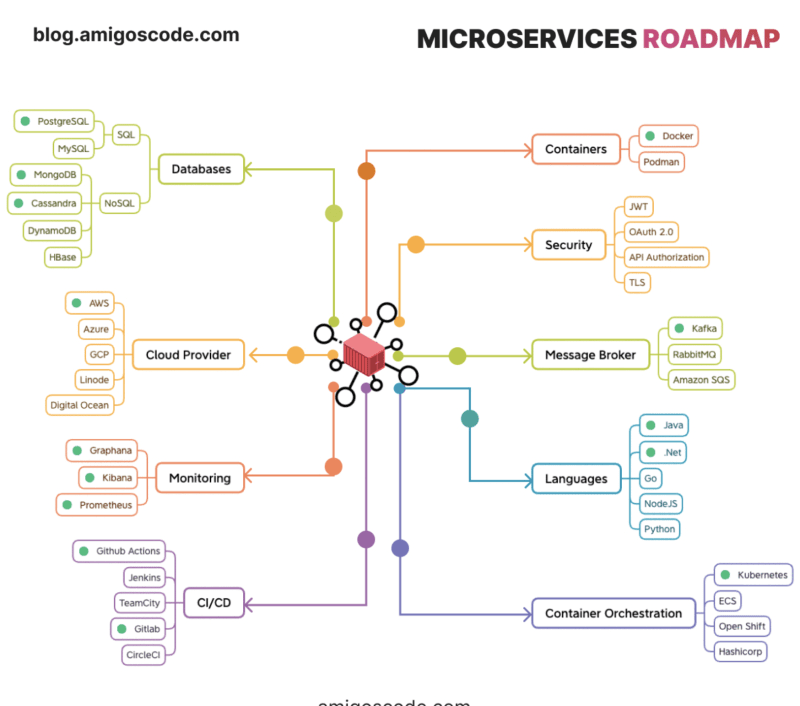 blog.amigoscode.com
MICROSERVICES ROADMAP
Databases
SQL
PostgreSQL
MySQL
NoSQL
MongoDB
Cassandra
DynamoDB
HBase
Cloud Provider
AWS
Azure
GCP
Linode
Digital Ocean
Monitoring
Graphana
Kibana
Prometheus
CI/CD
Github Actions
Jenkins
TeamCity
Gitlab
CircleCI
Containers
Docker
Podman
Security
JWT
OAuth 2.0
API Authorization
TLS
Message Broker
Kafka
RabbitMQ
Amazon SQS
Languages
Java
.Net
Go
NodeJS
Python
Container Orchestration
Kubernetes
ECS
Open Shift
Hashicorp
amigoscode.com